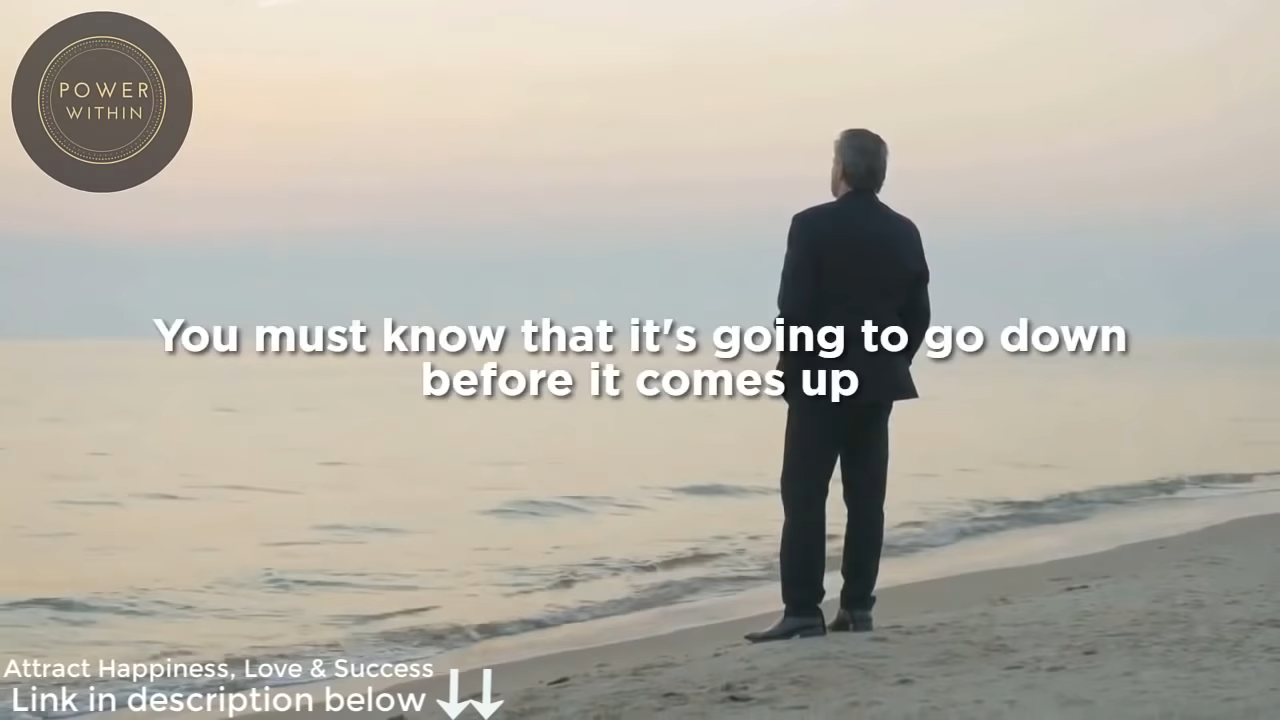 POWER
WITHIN
You must know that it's going to go down
before it comes up
Attract Happiness, Love & Success
Link in description below